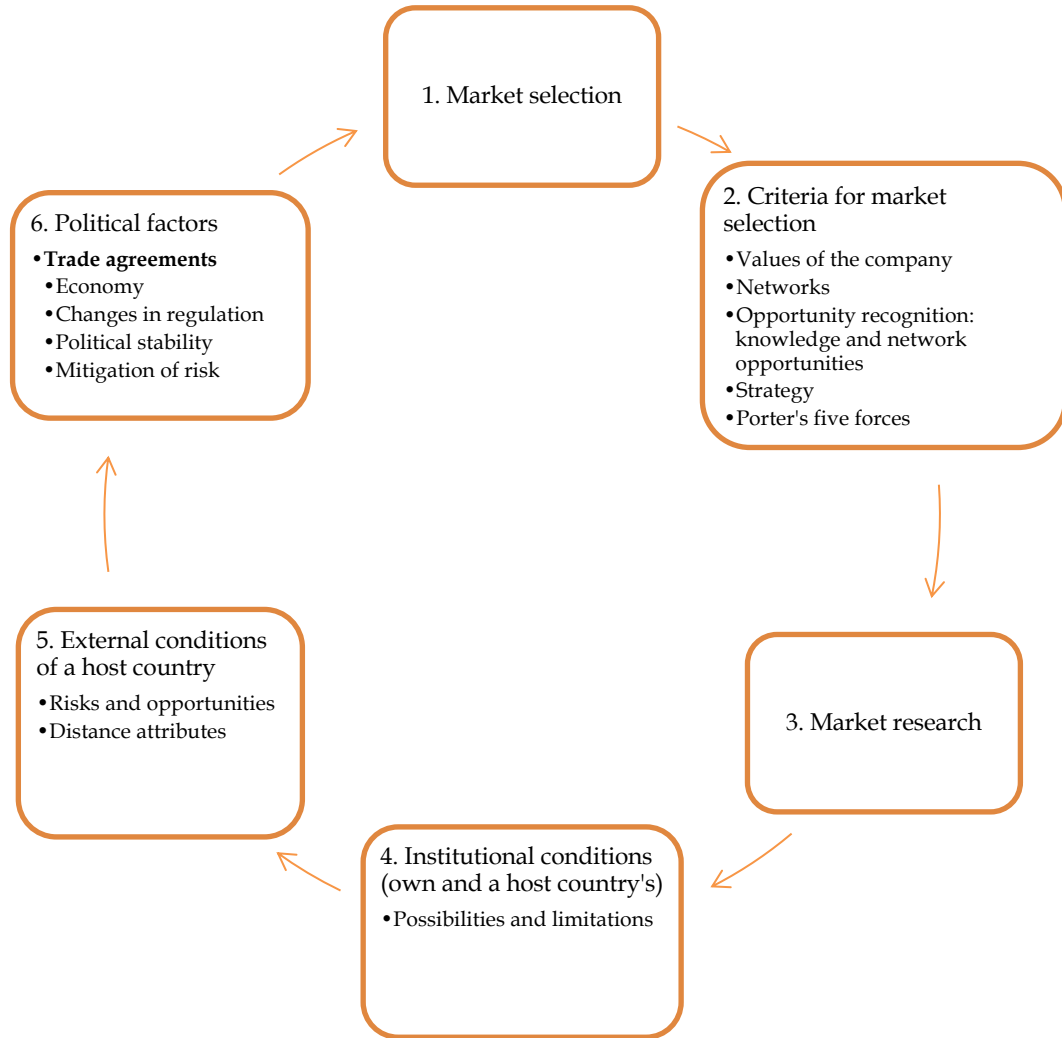 1. Market selection
2. Criteria for market
selection
•Values of the company
•Networks
•Opportunity recognition:
knowledge and network
opportunities
•Strategy
•Porter's five forces
3. Market research
4. Institutional conditions
(own and a host country's)
•Possibilities and limitations
5. External conditions
of a host country
•Risks and opportunities
•Distance attributes
6. Political factors
•Trade agreements
•Economy
•Changes in regulation
•Political stability
•Mitigation of risk